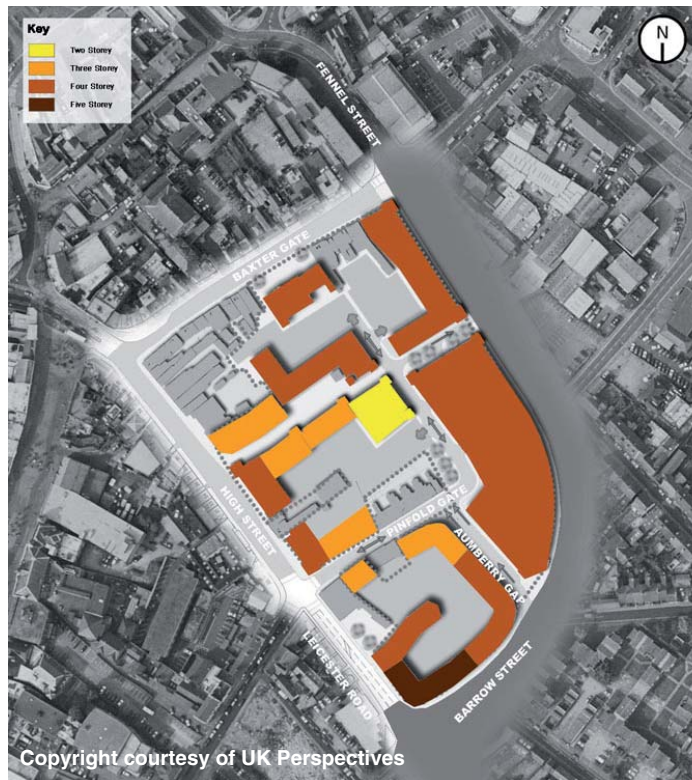 Key
Two Storey
Three Storey
Four Storey
Five Storey
N
FENNEL STREET
BAXTER GATE
HIGH STREET
PINFOLD GATE
AUMBERRY GAP
LEICESTER ROAD
BARROW STREET
Copyright courtesy of UK Perspectives